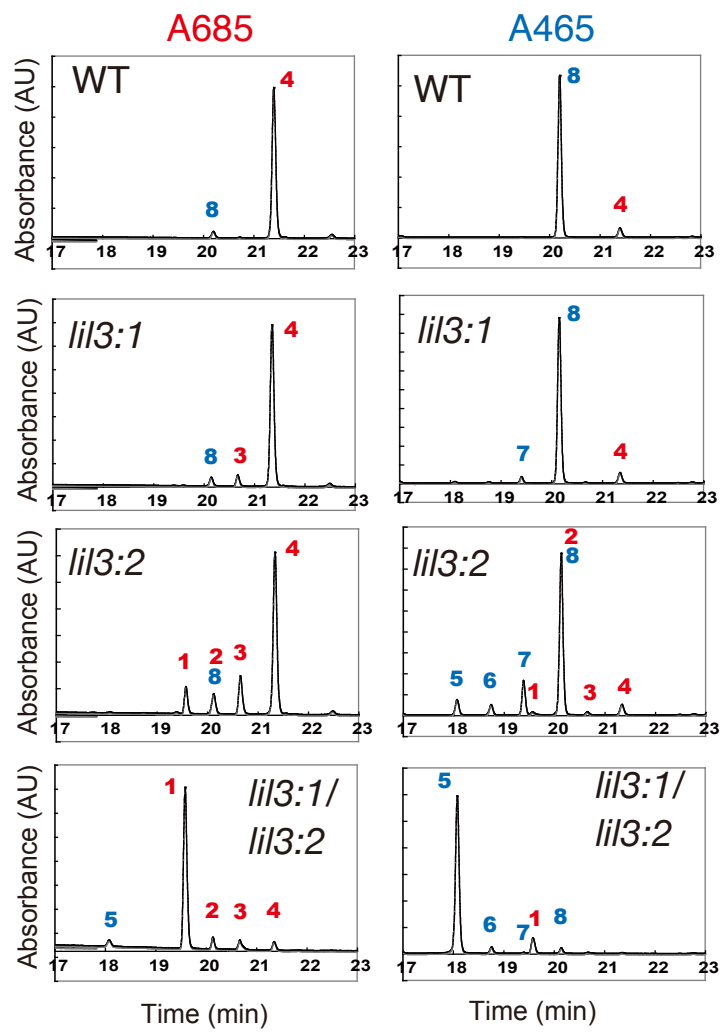 A685
A465
Absorbance (AU)
WT
4
8
17 18 19 20 21 22 23
WT
8
4
17 18 19 20 21 22 23
Absorbance (AU)
lil3:1
4
8 3
17 18 19 20 21 22 23
lil3:1
8
7
4
17 18 19 20 21 22 23
Absorbance (AU)
lil3:2
4
1
2
8
3
17 18 19 20 21 22 23
lil3:2
2
8
5 6 7 1
3 4
17 18 19 20 21 22 23
Absorbance (AU)
1
lil3:1/
lil3:2
5
2 3 4
17 18 19 20 21 22 23
5
lil3:1/
lil3:2
6 7 1 8
17 18 19 20 21 22 23
Time (min)
Time (min)